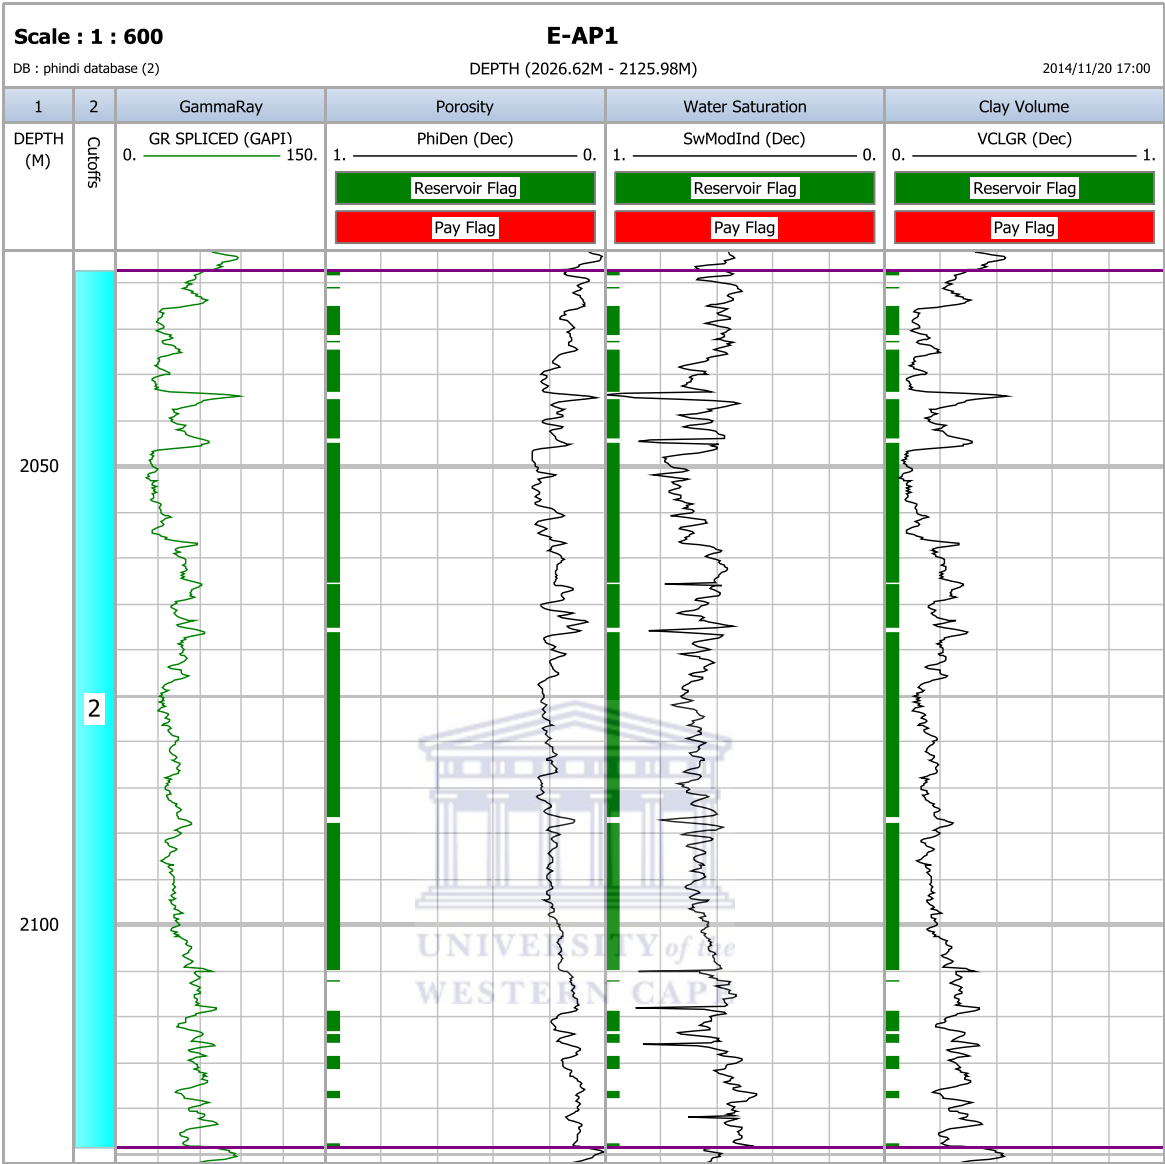 Scale : 1 : 600
E-AP1
DB : phindi database (2)
DEPTH (2026.62M - 2125.98M)
2014/11/20 17:00
1 2 GammaRay Porosity Water Saturation Clay Volume
DEPTH
(M)
Cutoffs
GR SPLICED (GAPI)
0. 150.
PhiDen (Dec)
1. 0.
Reservoir Flag
Pay Flag
SwModInd (Dec)
1. 0.
Reservoir Flag
Pay Flag
VCLGR (Dec)
0. 1.
Reservoir Flag
Pay Flag
2050
2
2100
UNIVERSITY of the
WESTERN CAPE